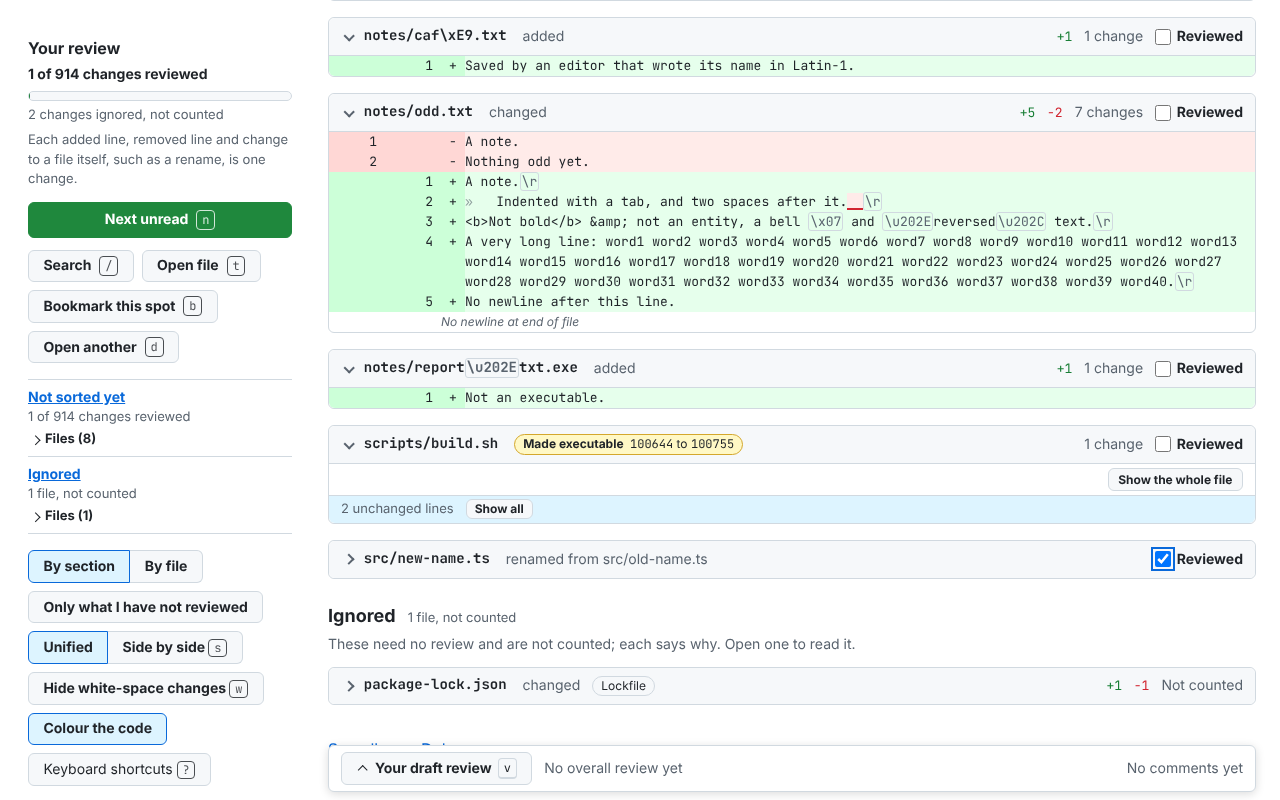 Your review
1 of 914 changes reviewed
2 changes ignored, not counted
Each added line, removed line and change
to a file itself, such as a rename, is one
change.
Next unread n
Search / Open file t
Bookmark this spot b
Open another d
Not sorted yet
1 of 914 changes reviewed
Files (8)
Ignored
1 file, not counted
Files (1)
By section By file
Only what I have not reviewed
Unified Side by side s
Hide white-space changes w
Colour the code
Keyboard shortcuts ?
notes/caf\xE9.txt added +1 1 change Reviewed
1 + Saved by an editor that wrote its name in Latin-1.
notes/odd.txt changed +5 -2 7 changes Reviewed
1 - A note.
2 - Nothing odd yet.
1 + A note.\r
2 + » Indented with a tab, and two spaces after it. \r
3 + <b>Not bold</b> &amp; not an entity, a bell \x07 and \u202Ereversed\u202C text.\r
4 + A very long line: word1 word2 word3 word4 word5 word6 word7 word8 word9 word10 word11 word12 word13
word14 word15 word16 word17 word18 word19 word20 word21 word22 word23 word24 word25 word26 word27
word28 word29 word30 word31 word32 word33 word34 word35 word36 word37 word38 word39 word40.\r
5 + No newline after this line.
No newline at end of file
notes/report\u202Etxt.exe added +1 1 change Reviewed
1 + Not an executable.
scripts/build.sh Made executable 100644 to 100755 1 change Reviewed
Show the whole file
2 unchanged lines Show all
src/new-name.ts renamed from src/old-name.ts Reviewed
Ignored 1 file, not counted
These need no review and are not counted; each says why. Open one to read it.
package-lock.json changed Lockfile +1 -1 Not counted
Your draft review v No overall review yet No comments yet